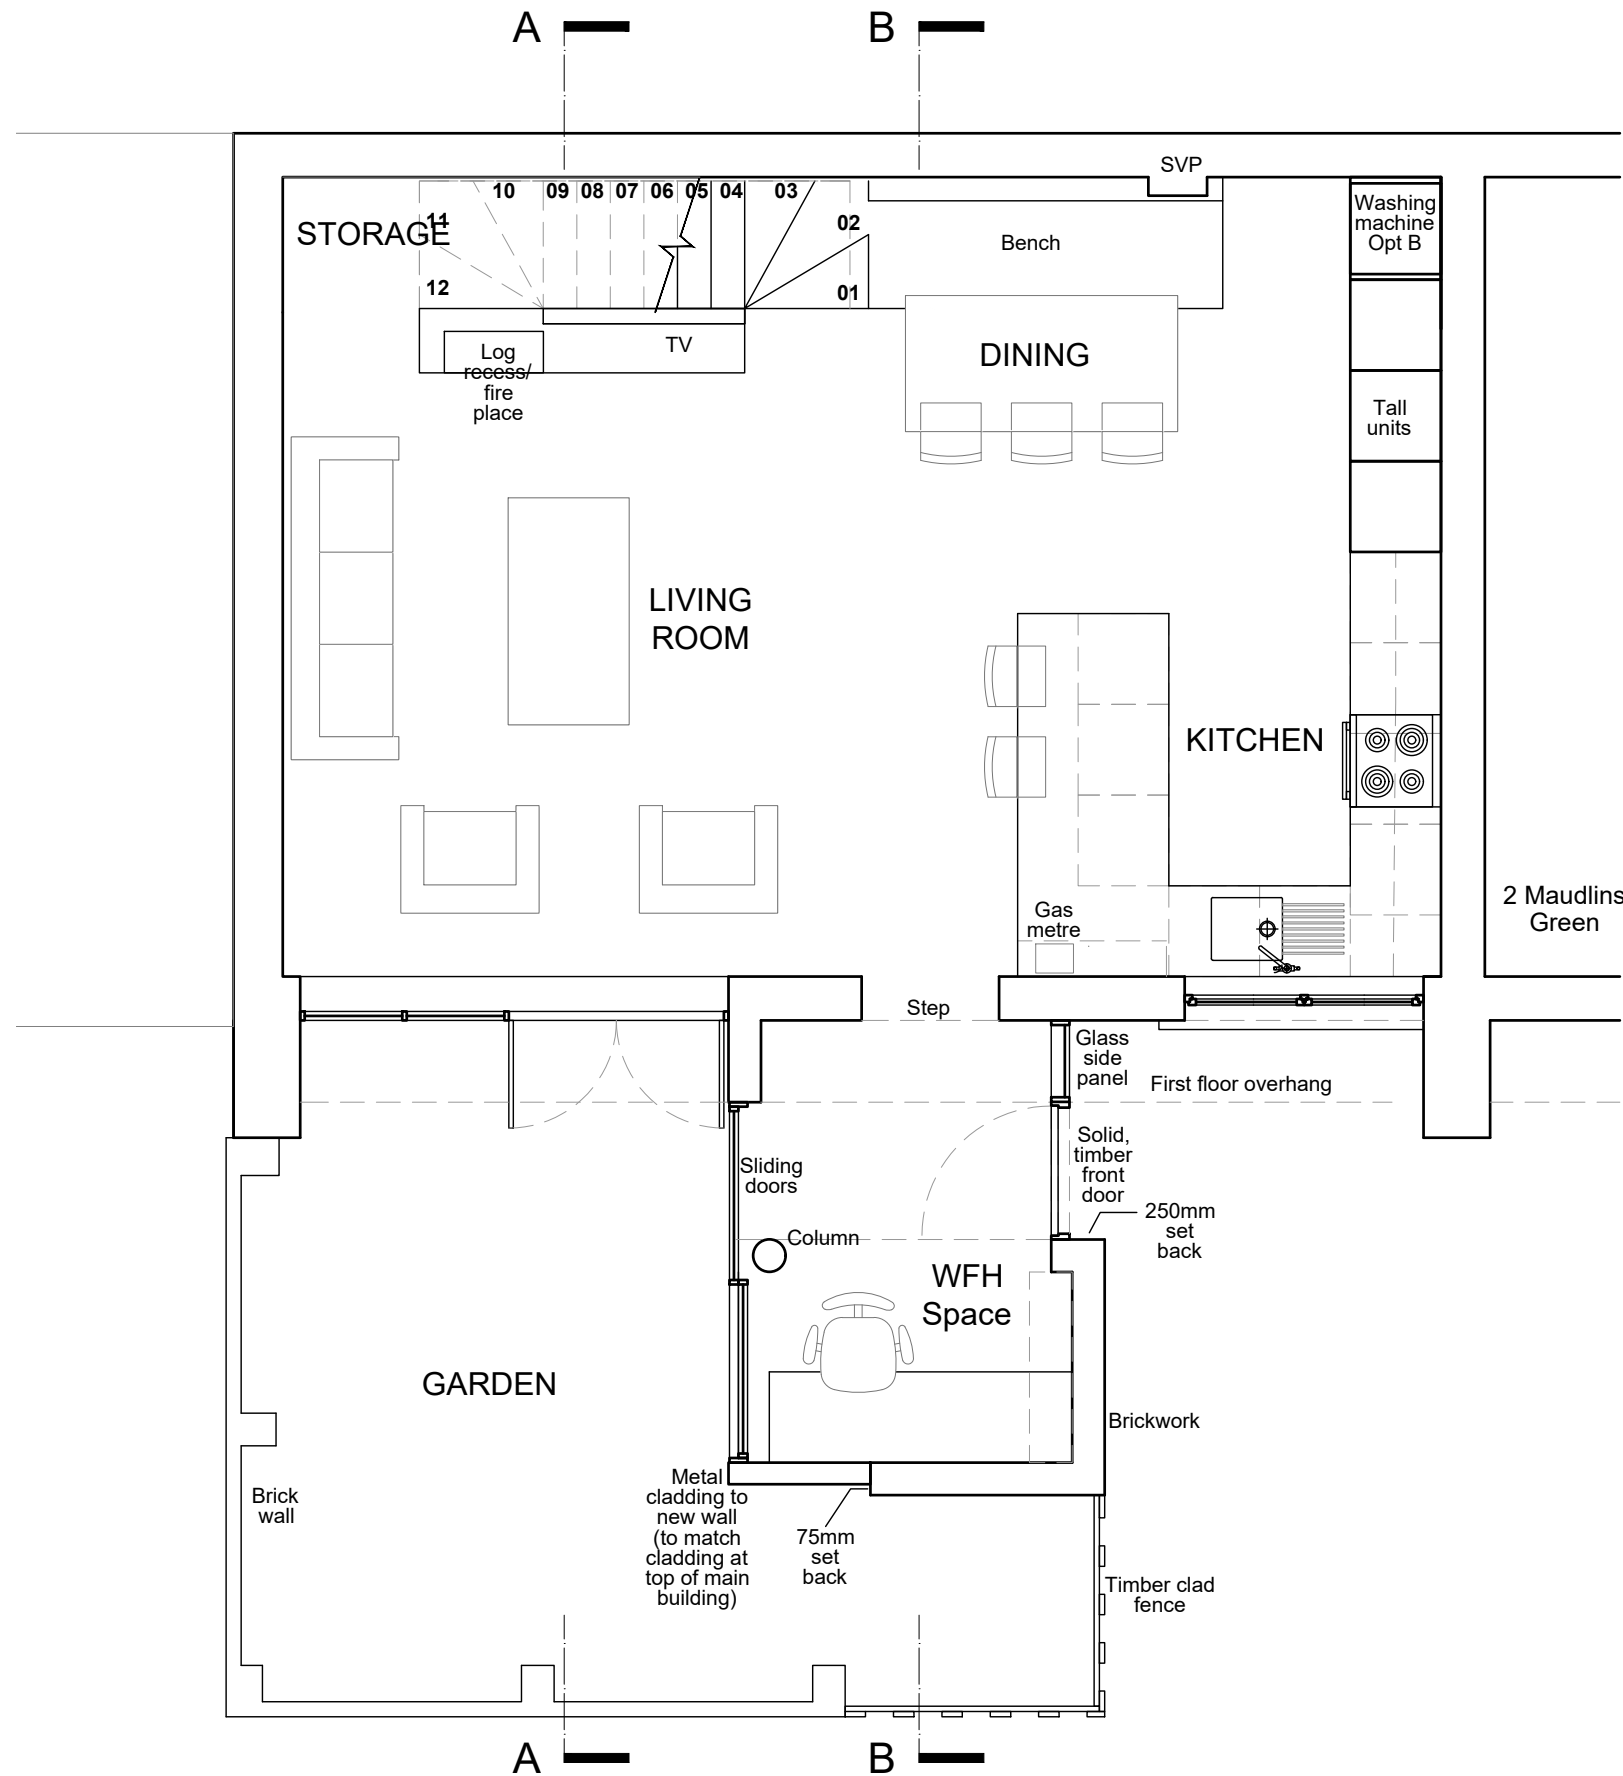 A
B
SVP
10
09
08
07
06
05
04
03
11
STORAGE
02
12
01
Bench
Washing
machine
Opt B
TV
Log
recess/
fire
place
DINING
Tall
units
LIVING
ROOM
KITCHEN
Gas
metre
2 Maudlins
Green
Step
Glass
side
panel
First floor overhang
Sliding
doors
Solid,
timber
front
door
250mm
set
back
Column
WFH
Space
GARDEN
Brickwork
Brick
wall
Metal
cladding to
new wall
(to match
cladding at
top of main
building)
75mm
set
back
Timber clad
fence
A
B